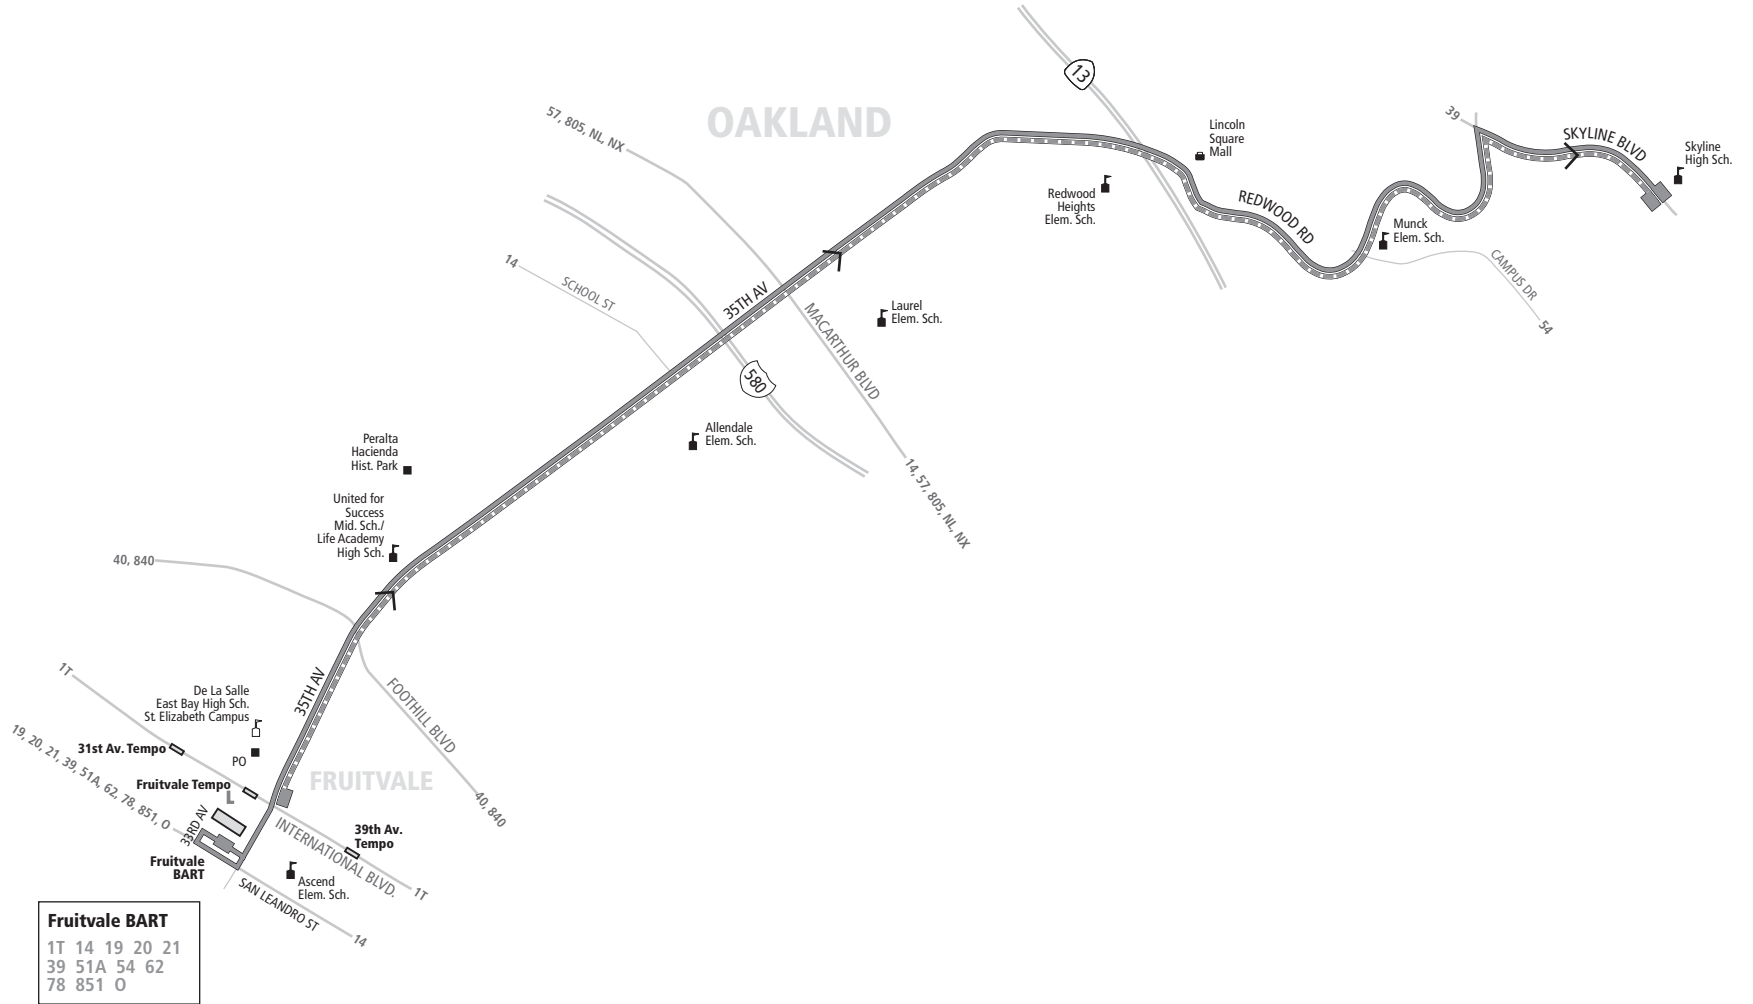 13
OAKLAND
57, 805, NL, NX
39
SKYLINE BLVD
Lincoln
Square
Mall
Skyline
High Sch.
Redwood
Heights
Elem. Sch.
REDWOOD RD
Munck
Elem. Sch.
CAMPUS DR
54
14
SCHOOL ST
35TH AV
MACARTHUR BLVD
Laurel
Elem. Sch.
580
Allendale
Elem. Sch.
14, 57, 805, NL, NX
Peralta
Hacienda
Hist. Park
United for
Success
Mid. Sch./
Life Academy
High Sch.
40, 840
1T
De La Salle
East Bay High Sch.
St. Elizabeth Campus
35TH AV
FOOTHILL BLVD
40, 840
19, 20, 21, 39, 51A, 62, 78, 851, O
31st Av. Tempo
PO
Fruitvale Tempo
FRUITVALE
33RD AV
INTERNATIONAL BLVD.
39th Av.
Tempo
Fruitvale
BART
Ascend
Elem. Sch.
1T
SAN LEANDRO ST
14
Fruitvale BART
1T 14 19 20 21
39 51A 54 62
78 851 O